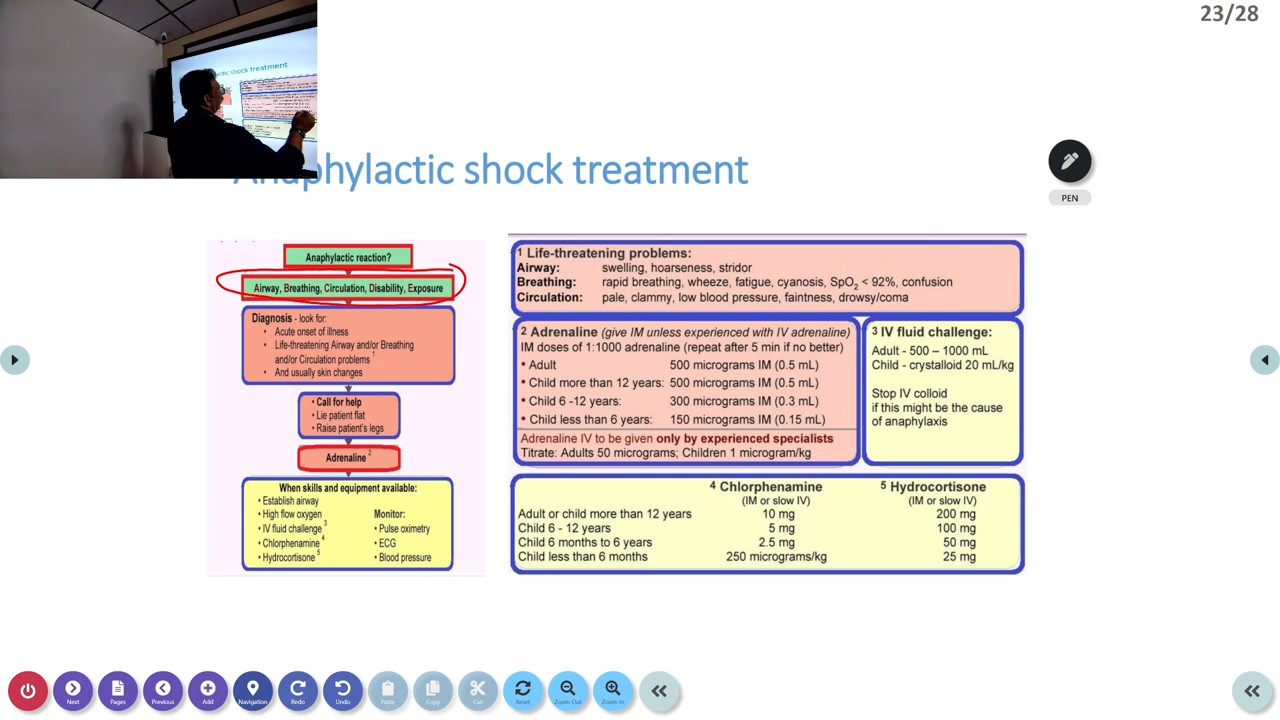 23/28
Anaphylactic shock treatment
PEN
Anaphylactic reaction?
Airway, Breathing, Circulation, Disability, Exposure
Diagnosis - look for:
• Acute onset of illness
• Life-threatening Airway and/or Breathing
and/or Circulation problems 1
• And usually skin changes
• Call for help
• Lie patient flat
• Raise patient's legs
Adrenaline 2
When skills and equipment available:
• Establish airway
• High flow oxygen
• IV fluid challenge 3
• Chlorphenamine 4
• Hydrocortisone 5
Monitor:
• Pulse oximetry
• ECG
• Blood pressure
1 Life-threatening problems:
Airway: swelling, hoarseness, stridor
Breathing: rapid breathing, wheeze, fatigue, cyanosis, SpO2 < 92%, confusion
Circulation: pale, clammy, low blood pressure, faintness, drowsy/coma
2 Adrenaline (give IM unless experienced with IV adrenaline)
IM doses of 1:1000 adrenaline (repeat after 5 min if no better)
• Adult 500 micrograms IM (0.5 mL)
• Child more than 12 years: 500 micrograms IM (0.5 mL)
• Child 6 -12 years: 300 micrograms IM (0.3 mL)
• Child less than 6 years: 150 micrograms IM (0.15 mL)
Adrenaline IV to be given only by experienced specialists
Titrate: Adults 50 micrograms; Children 1 microgram/kg
3 IV fluid challenge:
Adult - 500 – 1000 mL
Child - crystalloid 20 mL/kg
Stop IV colloid
if this might be the cause
of anaphylaxis
4 Chlorphenamine 5 Hydrocortisone
(IM or slow IV) (IM or slow IV)
Adult or child more than 12 years 10 mg 200 mg
Child 6 - 12 years 5 mg 100 mg
Child 6 months to 6 years 2.5 mg 50 mg
Child less than 6 months 250 micrograms/kg 25 mg
Next
Pages
Previous
Add
Navigation
Redo
Undo
Paste
Copy
Cut
Reset
Zoom Out
Zoom In